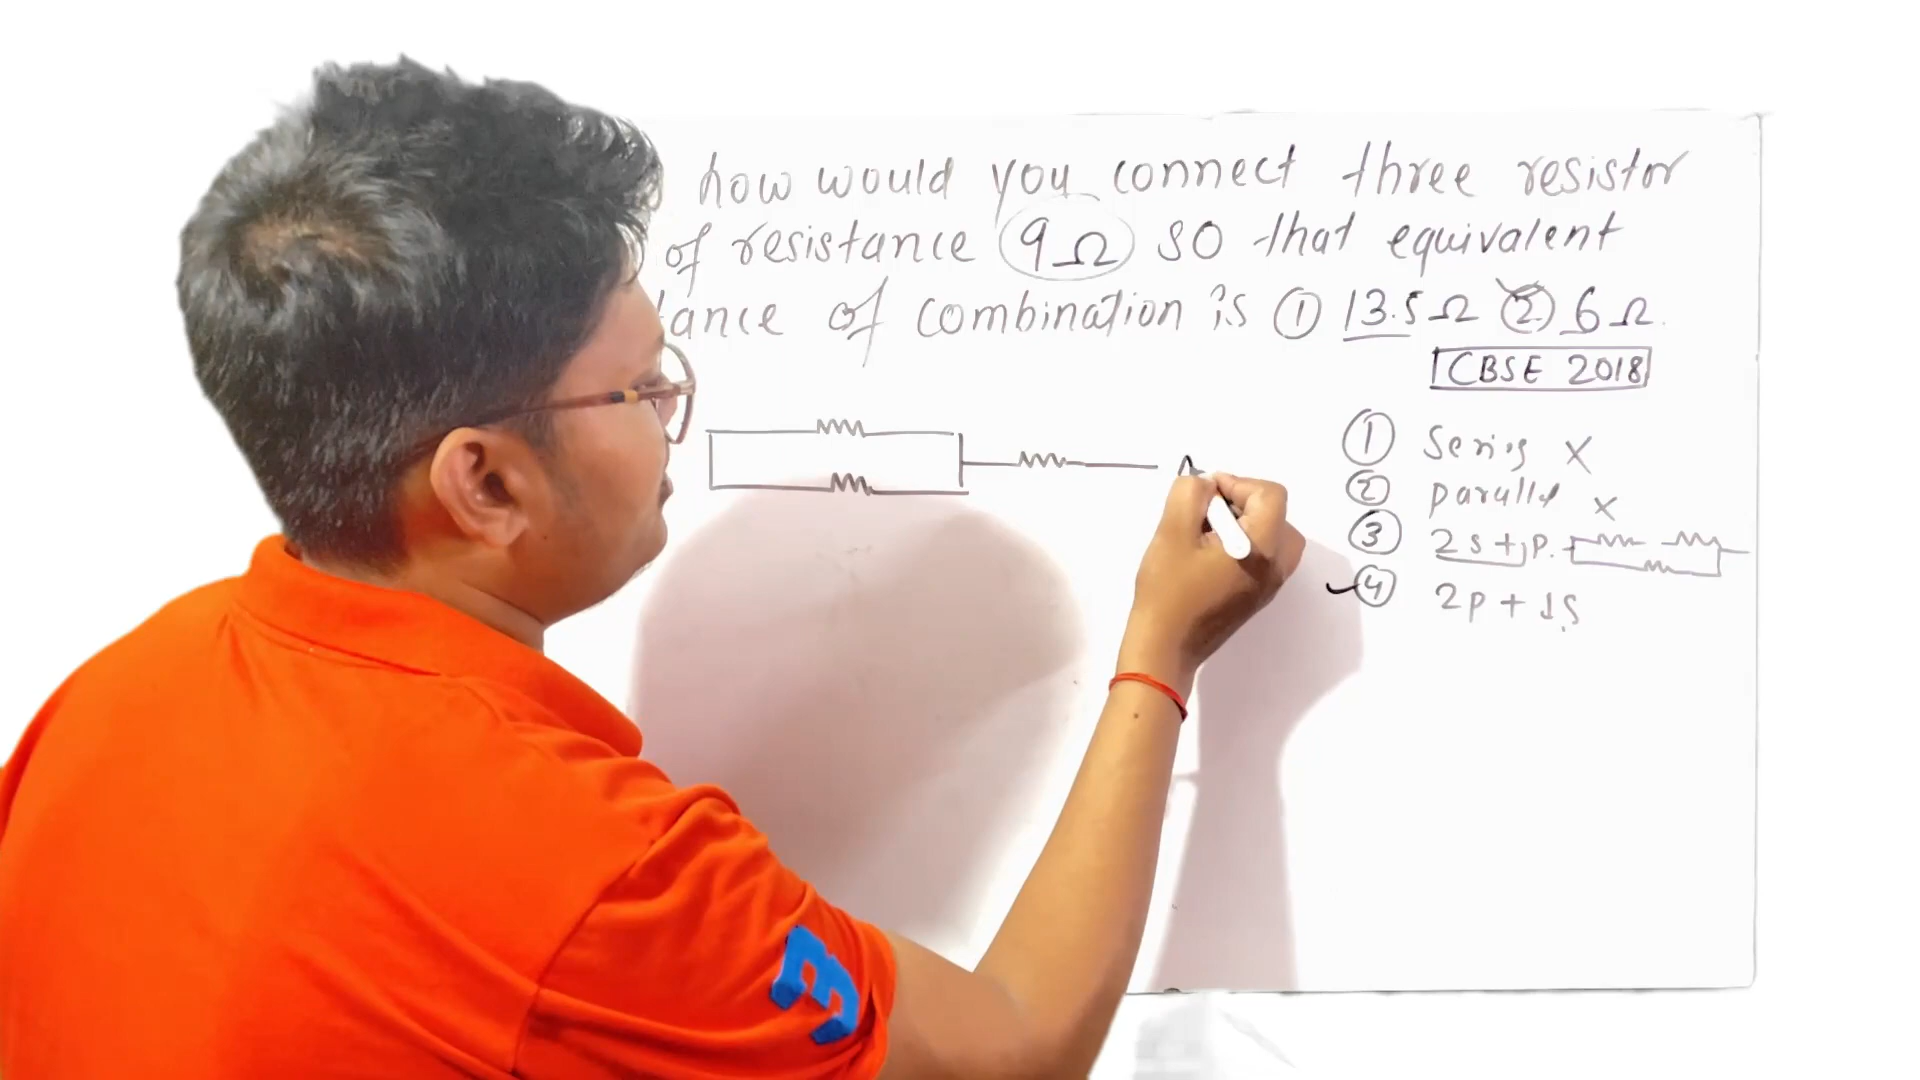 how would you connect three resistor
of resistance 9Ω so that equivalent
tance of combination is ① 13.5Ω ② 6Ω.
CBSE 2018
① Series ×
② parallel ×
③ 2s + 1p.
④ 2p + 1s
3